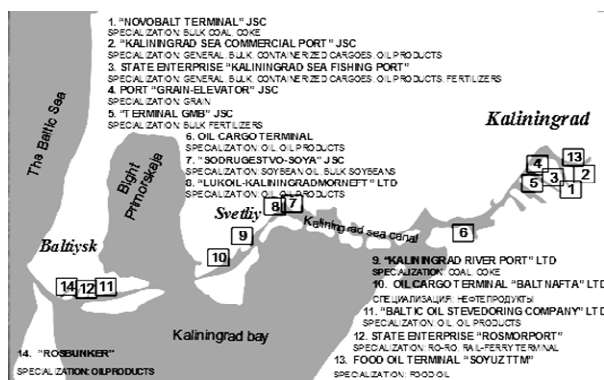 1. "NOVOBALT TERMINAL" JSC
SPECIALIZATION: BULK COAL, COKE
2. "KALININGRAD SEA COMMERCIAL PORT" JSC
SPECIALIZATION: GENERAL, BULK, CONTAINERIZED CARGOES, OIL PRODUCTS
3. STATE ENTERPRISE "KALININGRAD SEA FISHING PORT"
SPECIALIZATION: GENERAL, BULK, CONTAINERIZED CARGOES, OIL PRODUCTS, FERTILIZERS
4. PORT "GRAIN-ELEVATOR" JSC
SPECIALIZATION: GRAIN
5. "TERMINAL GMB" JSC
SPECIALIZATION: BULK FERTILIZERS
6. OIL CARGO TERMINAL
SPECIALIZATION: OIL, OIL PRODUCTS
7. "SODRUGESTVO-SOYA" JSC
SPECIALIZATION: SOYBEAN OIL, BULK SOYBEANS
8. "LUKOIL-KALININGRADMORNEFT" LTD
SPECIALIZATION: OIL, OIL PRODUCTS
The Baltic Sea
Bight
Primorskaja
Kaliningrad
4
13
3
2
5
1
Svetliy
8
7
Kaliningrad sea canal
6
9
10
Baltiysk
14
12
11
Kaliningrad bay
9. "KALININGRAD RIVER PORT" LTD
SPECIALIZATION: COAL, COKE
10. OIL CARGO TERMINAL "BALTNAFTA" LTD
СПЕЦИАЛИЗАЦИЯ: НЕФТЕПРОДУКТЫ
11. "BALTIC OIL STEVEDORING COMPANY" LTD
SPECIALIZATION: OIL, OIL PRODUCTS
12. STATE ENTERPRISE "ROSMORPORT"
SPECIALIZATION: RO-RO, RAIL-FERRY TERMINAL
13. FOOD OIL TERMINAL "SOYUZTTM"
SPECIALIZATION: FOOD OIL
14. "ROSBUNKER"
SPECIALIZATION: OIL PRODUCTS